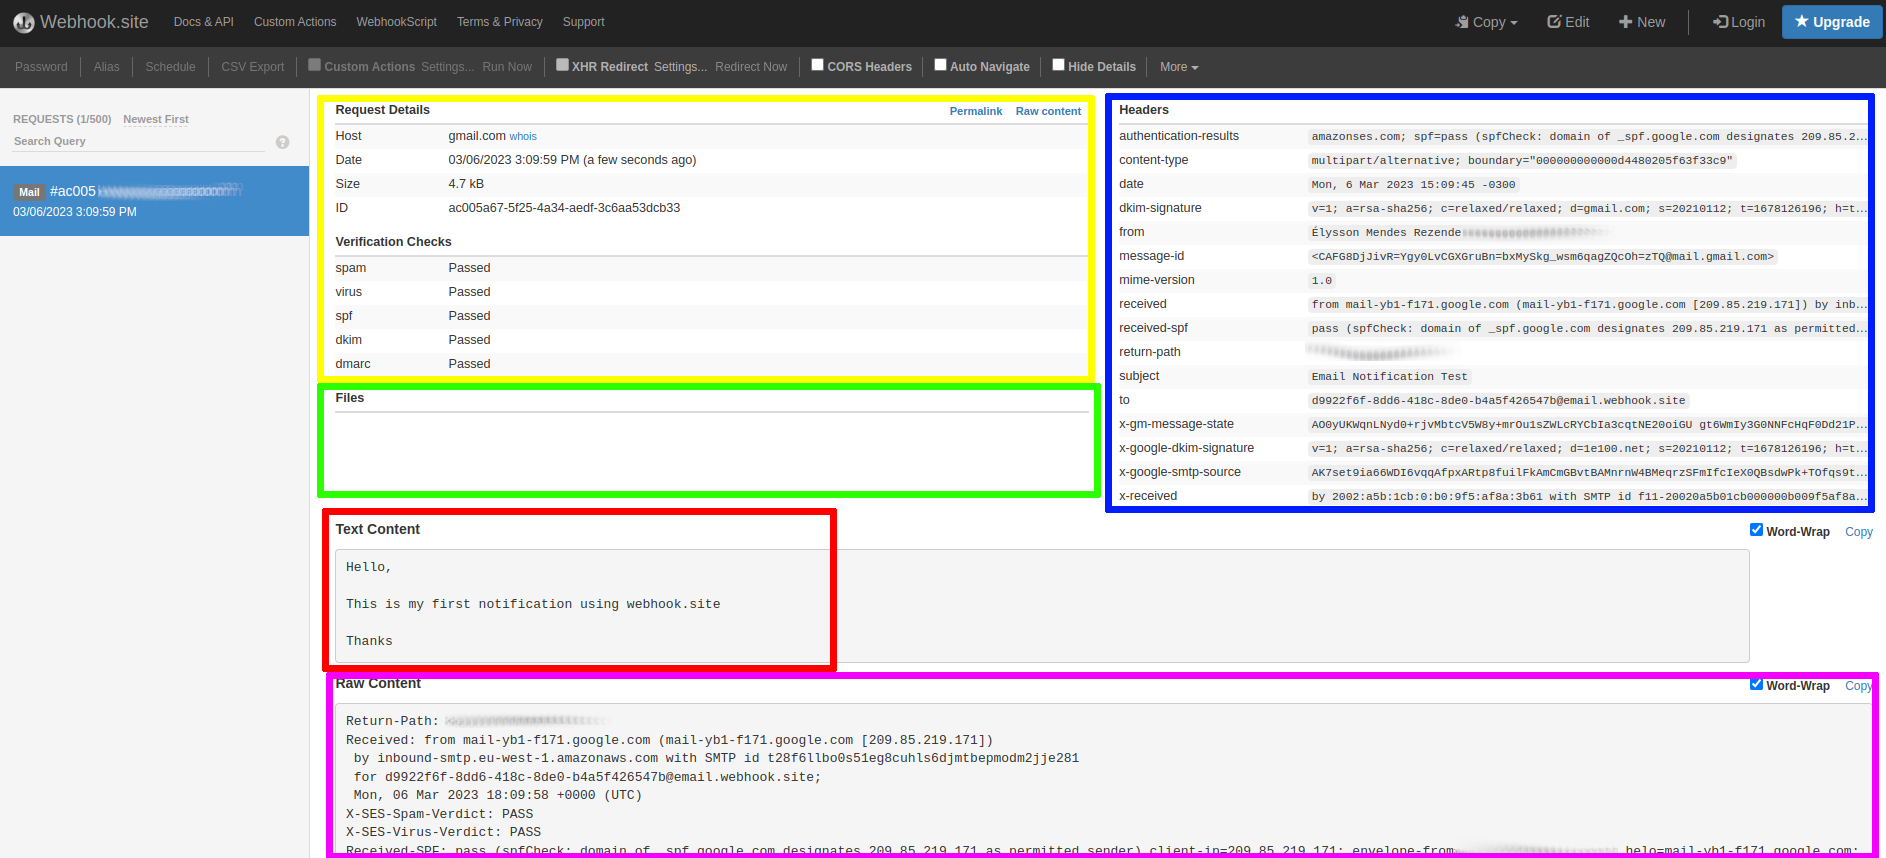 Webhook.site Docs & API Custom Actions WebhookScript Terms & Privacy Support Copy Edit New Login Upgrade
Password Alias Schedule CSV Export Custom Actions Settings... Run Now XHR Redirect Settings... Redirect Now CORS Headers Auto Navigate Hide Details More
REQUESTS (1/500) Newest First
Search Query ?
Mail #ac005
03/06/2023 3:09:59 PM
Request Details Permalink Raw content
Host gmail.com whois
Date 03/06/2023 3:09:59 PM (a few seconds ago)
Size 4.7 kB
ID ac005a67-5f25-4a34-aedf-3c6aa53dcb33
Verification Checks
spam Passed
virus Passed
spf Passed
dkim Passed
dmarc Passed
Files
Headers
authentication-results amazonses.com; spf=pass (spfCheck: domain of _spf.google.com designates 209.85.2...
content-type multipart/alternative; boundary="000000000000d4480205f63f33c9"
date Mon, 6 Mar 2023 15:09:45 -0300
dkim-signature v=1; a=rsa-sha256; c=relaxed/relaxed; d=gmail.com; s=20210112; t=1678126196; h=t...
from Élysson Mendes Rezende
message-id <CAFG8DjJivR=Ygy0LvCGXGruBn=bxMySkg_wsm6qagZQcOh=zTQ@mail.gmail.com>
mime-version 1.0
received from mail-yb1-f171.google.com (mail-yb1-f171.google.com [209.85.219.171]) by inb...
received-spf pass (spfCheck: domain of _spf.google.com designates 209.85.219.171 as permitted...
return-path
subject Email Notification Test
to d9922f6f-8dd6-418c-8de0-b4a5f426547b@email.webhook.site
x-gm-message-state AO0yUKWqnLNyd0+rjvMbtcV5W8y+mrOu1sZWLcRYCbIa3cqtNE20oiGU gt6WmIy3G0NNFcHqF0Dd21P...
x-google-dkim-signature v=1; a=rsa-sha256; c=relaxed/relaxed; d=1e100.net; s=20210112; t=1678126196; h=t...
x-google-smtp-source AK7set9ia66WDI6vqqAfpxARtp8fuilFkAmCmGBvtBAMnrnW4BMeqrzSFmIfcIeX0QBsdwPk+TOfqs9t...
x-received by 2002:a5b:1cb:0:b0:9f5:af8a:3b61 with SMTP id f11-20020a5b01cb000000b009f5af8a...
Text Content Word-Wrap Copy
Hello,
This is my first notification using webhook.site
Thanks
Raw Content Word-Wrap Copy
Return-Path:
Received: from mail-yb1-f171.google.com (mail-yb1-f171.google.com [209.85.219.171])
by inbound-smtp.eu-west-1.amazonaws.com with SMTP id t28f6llbo0s51eg8cuhls6djmtbepmodm2jje281
for d9922f6f-8dd6-418c-8de0-b4a5f426547b@email.webhook.site;
Mon, 06 Mar 2023 18:09:58 +0000 (UTC)
X-SES-Spam-Verdict: PASS
X-SES-Virus-Verdict: PASS
Received-SPF: pass (spfCheck: domain of _spf.google.com designates 209.85.219.171 as permitted sender) client-ip=209.85.219.171; envelope-from helo=mail-yb1-f171.google.com;